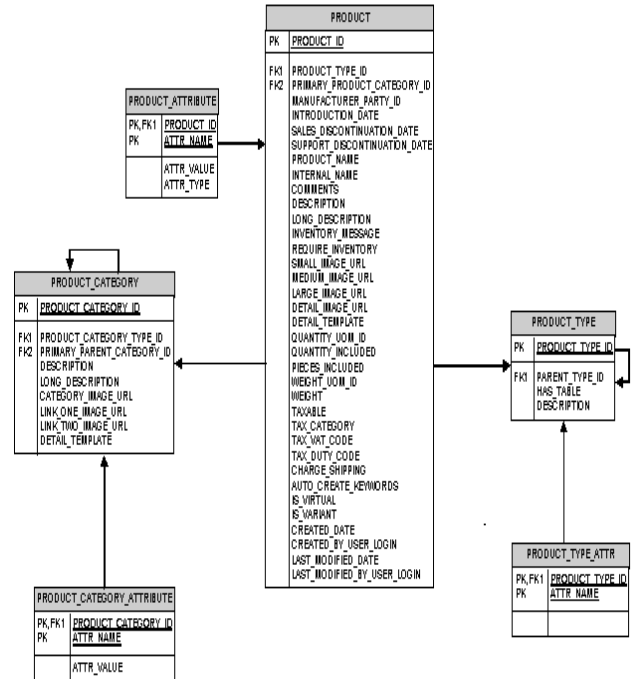 PRODUCT
PK PRODUCT_ID
FK1 PRODUCT_TYPE_ID
FK2 PRIMARY_PRODUCT_CATEGORY_ID
MANUFACTURER_PARTY_ID
INTRODUCTION_DATE
SALES_DISCONTINUATION_DATE
SUPPORT_DISCONTINUATION_DATE
PRODUCT_NAME
INTERNAL_NAME
COMMENTS
DESCRIPTION
LONG_DESCRIPTION
INVENTORY_MESSAGE
REQUIRE_INVENTORY
SMALL_IMAGE_URL
MEDIUM_IMAGE_URL
LARGE_IMAGE_URL
DETAIL_IMAGE_URL
DETAIL_TEMPLATE
QUANTITY_UOM_ID
QUANTITY_INCLUDED
PIECES_INCLUDED
WEIGHT_UOM_ID
WEIGHT
TAXABLE
TAX_CATEGORY
TAX_VAT_CODE
TAX_DUTY_CODE
CHARGE_SHIPPING
AUTO_CREATE_KEYWORDS
IS_VIRTUAL
IS_VARIANT
CREATED_DATE
CREATED_BY_USER_LOGIN
LAST_MODIFIED_DATE
LAST_MODIFIED_BY_USER_LOGIN
PRODUCT_ATTRIBUTE
PK,FK1 PRODUCT_ID
PK ATTR_NAME
ATTR_VALUE
ATTR_TYPE
PRODUCT_CATEGORY
PK PRODUCT_CATEGORY_ID
FK1 PRODUCT_CATEGORY_TYPE_ID
FK2 PRIMARY_PARENT_CATEGORY_ID
DESCRIPTION
LONG_DESCRIPTION
CATEGORY_IMAGE_URL
LINK_ONE_IMAGE_URL
LINK_TWO_IMAGE_URL
DETAIL_TEMPLATE
PRODUCT_TYPE
PK PRODUCT_TYPE_ID
FK1 PARENT_TYPE_ID
HAS_TABLE
DESCRIPTION
PRODUCT_TYPE_ATTR
PK,FK1 PRODUCT_TYPE_ID
PK ATTR_NAME
PRODUCT_CATEGORY_ATTRIBUTE
PK,FK1 PRODUCT_CATEGORY_ID
PK ATTR_NAME
ATTR_VALUE